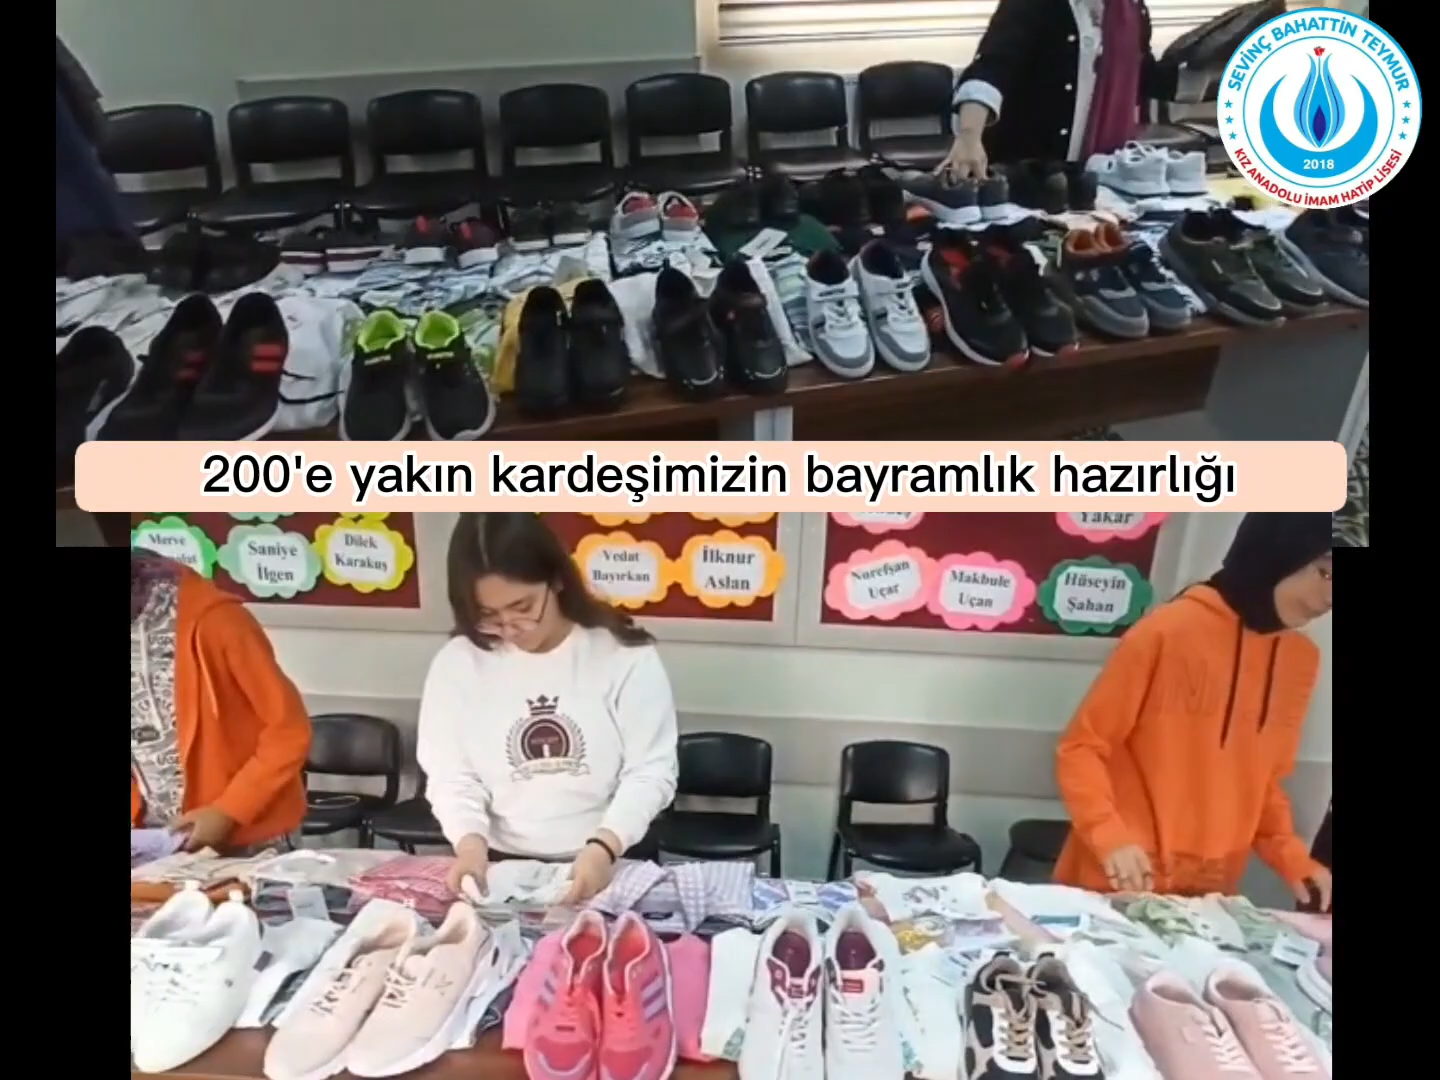 SEVİNÇ BAHATTİN TEYMUR
2018
KIZ ANADOLU İMAM HATİP LİSESİ
200'e yakın kardeşimizin bayramlık hazırlığı
Merve
Saniye
İlgen
Dilek
Karakuş
Vedat
Bayırkan
İlknur
Aslan
Yakar
Nurefşan
Uçar
Makbule
Uçan
Hüseyin
Şahan